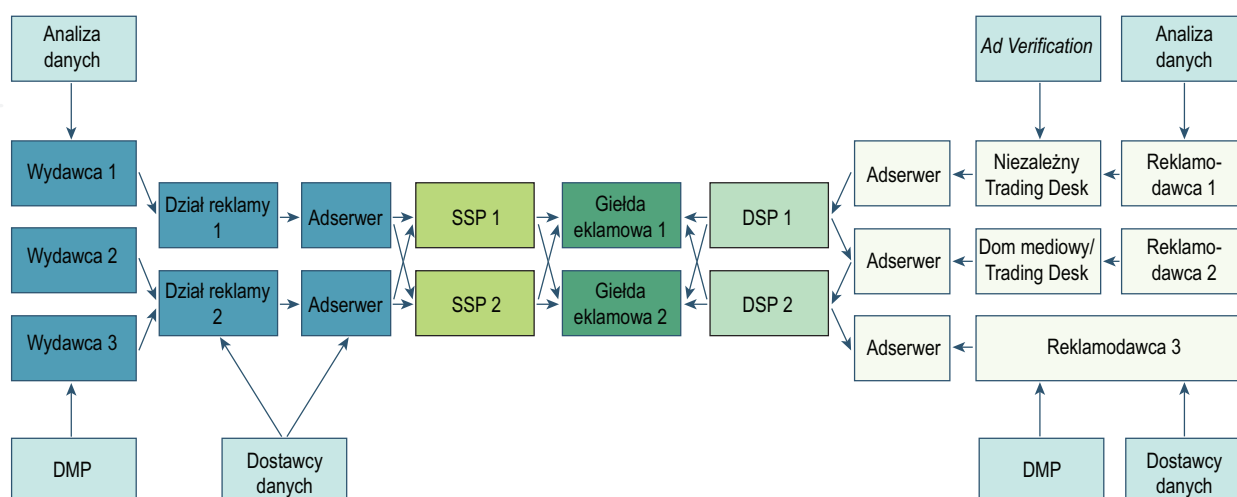 Analiza
danych
Ad Verification
Analiza
danych
Wydawca 1
Dział reklamy
1
Adserwer
SSP 1
Giełda
eklamowa 1
DSP 1
Adserwer
Niezależny
Trading Desk
Reklamo-
dawca 1
Wydawca 2
Adserwer
Dom mediowy/
Trading Desk
Reklamo-
dawca 2
Dział reklamy
2
Adserwer
SSP 2
Giełda
eklamowa 2
DSP 2
Wydawca 3
Adserwer
Reklamodawca 3
DMP
Dostawcy
danych
DMP
Dostawcy
danych